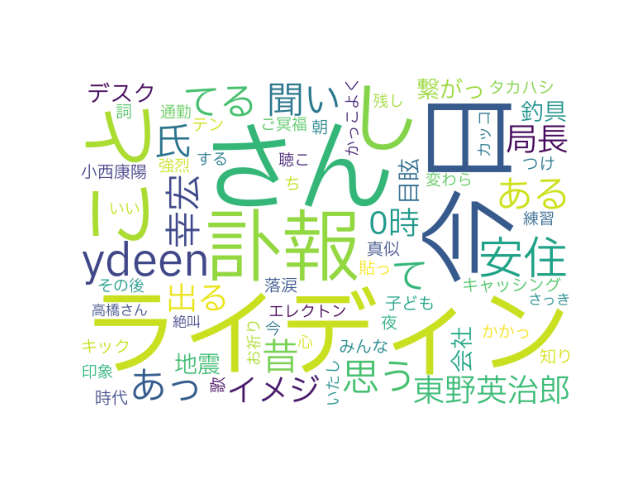 デスク
詞
通勤
てる
テン
ご冥福
聞い
朝
かっこよく
残し
し
繋がっ
タカハシ
カッコ
釣具
局長
つけ
今日
や
氏
小西康陽
強烈
する
さん
聴こ
ち
目眩
変わら
ある
練習
に
いい
幸宏
訃報
0時
真似
安住
ydeen
貼っ
て
キャッシング
その後
出る
落涙
子ども
さっき
高橋さん
絶叫
ライディン
エレクトン
夜
キック
お祈り
今
昔
心
みんな
会社
かかっ
知り
印象
地震
時代
あっ
歌
イメジ
いたし
思う
東野英治郎